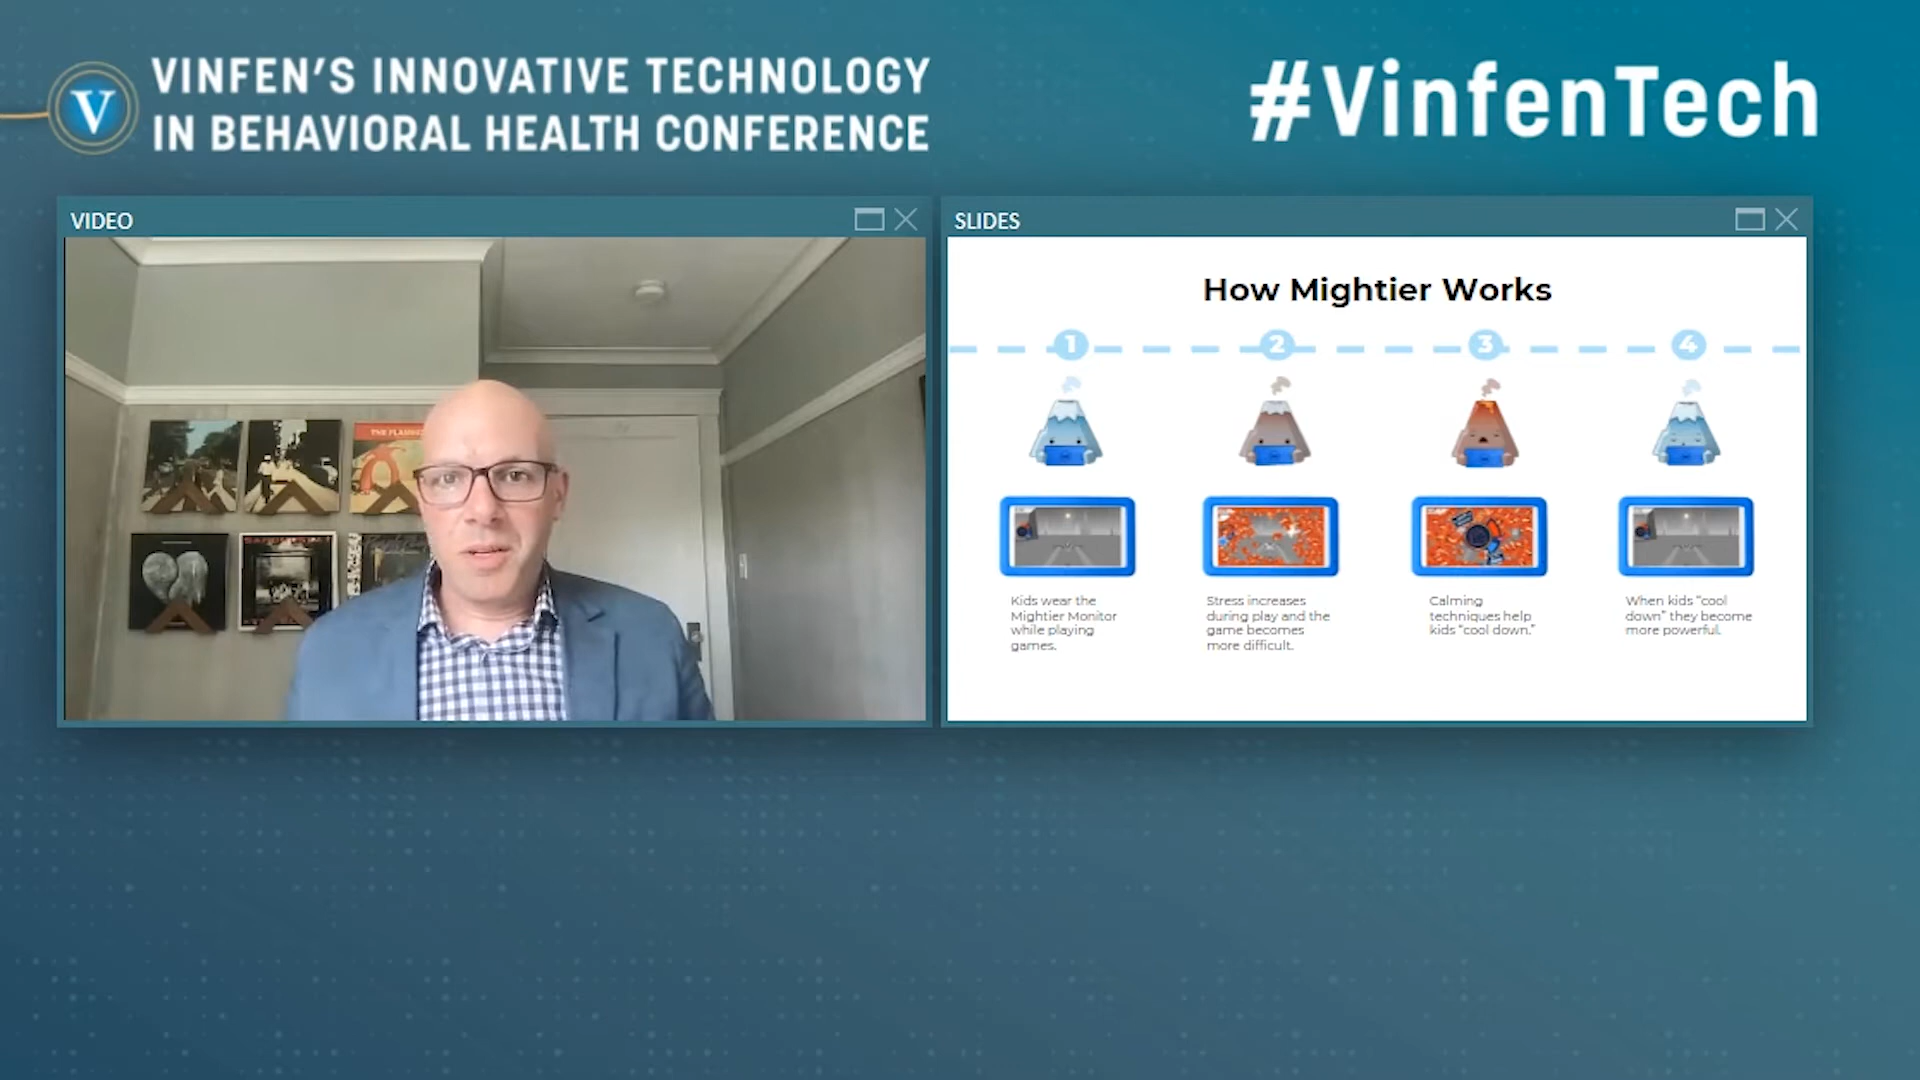 VINFEN'S INNOVATIVE TECHNOLOGY
IN BEHAVIORAL HEALTH CONFERENCE
V
#VinfenTech
VIDEO
SLIDES
How Mightier Works
1
2
3
4
Kids wear the
Mightier Monitor
while playing
games.
Stress increases
during play and the
game becomes
more difficult.
Calming
techniques help
kids “cool down.”
When kids “cool
down” they become
more powerful.